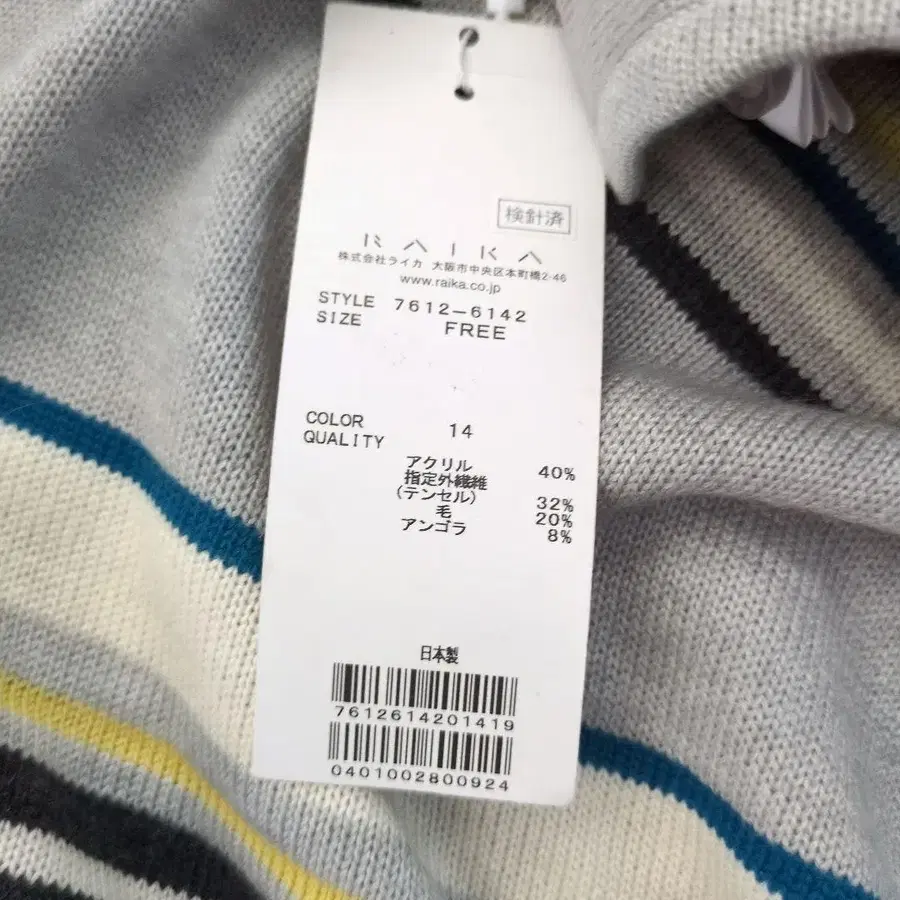 検針済
RAIKA
株式会社ライカ 大阪市中央区本町橋2-46
www.raika.co.jp
STYLE 7612-6142
SIZE FREE
COLOR 14
QUALITY
アクリル 40%
指定外繊維
(テンセル) 32%
毛 20%
アンゴラ 8%
日本製
7612614201419
0401002800924